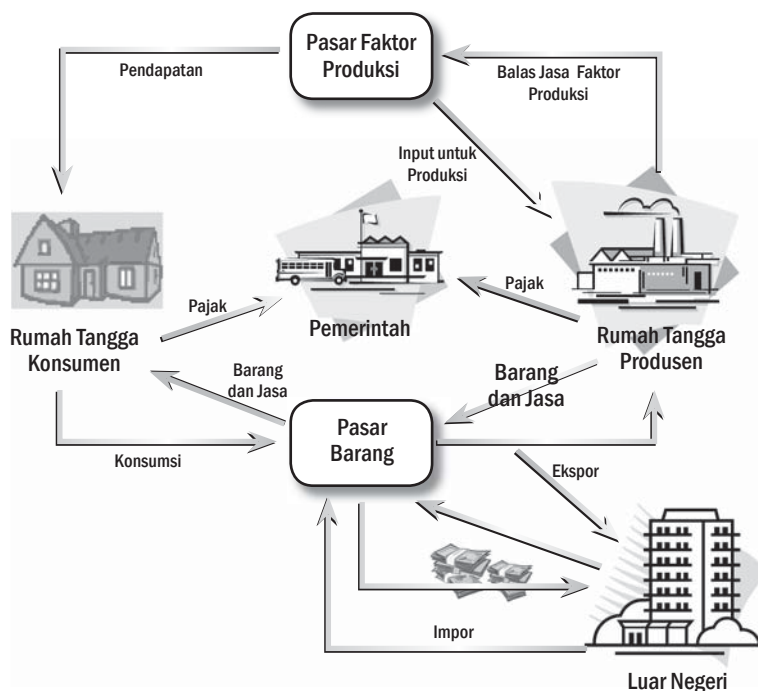 Pasar Faktor
Produksi
Pendapatan
Balas Jasa Faktor
Produksi
Input untuk
Produksi
Pajak
Pemerintah
Pajak
Rumah Tangga
Konsumen
Rumah Tangga
Produsen
Barang
dan Jasa
Barang
dan Jasa
Pasar
Barang
Konsumsi
Ekspor
Impor
Luar Negeri